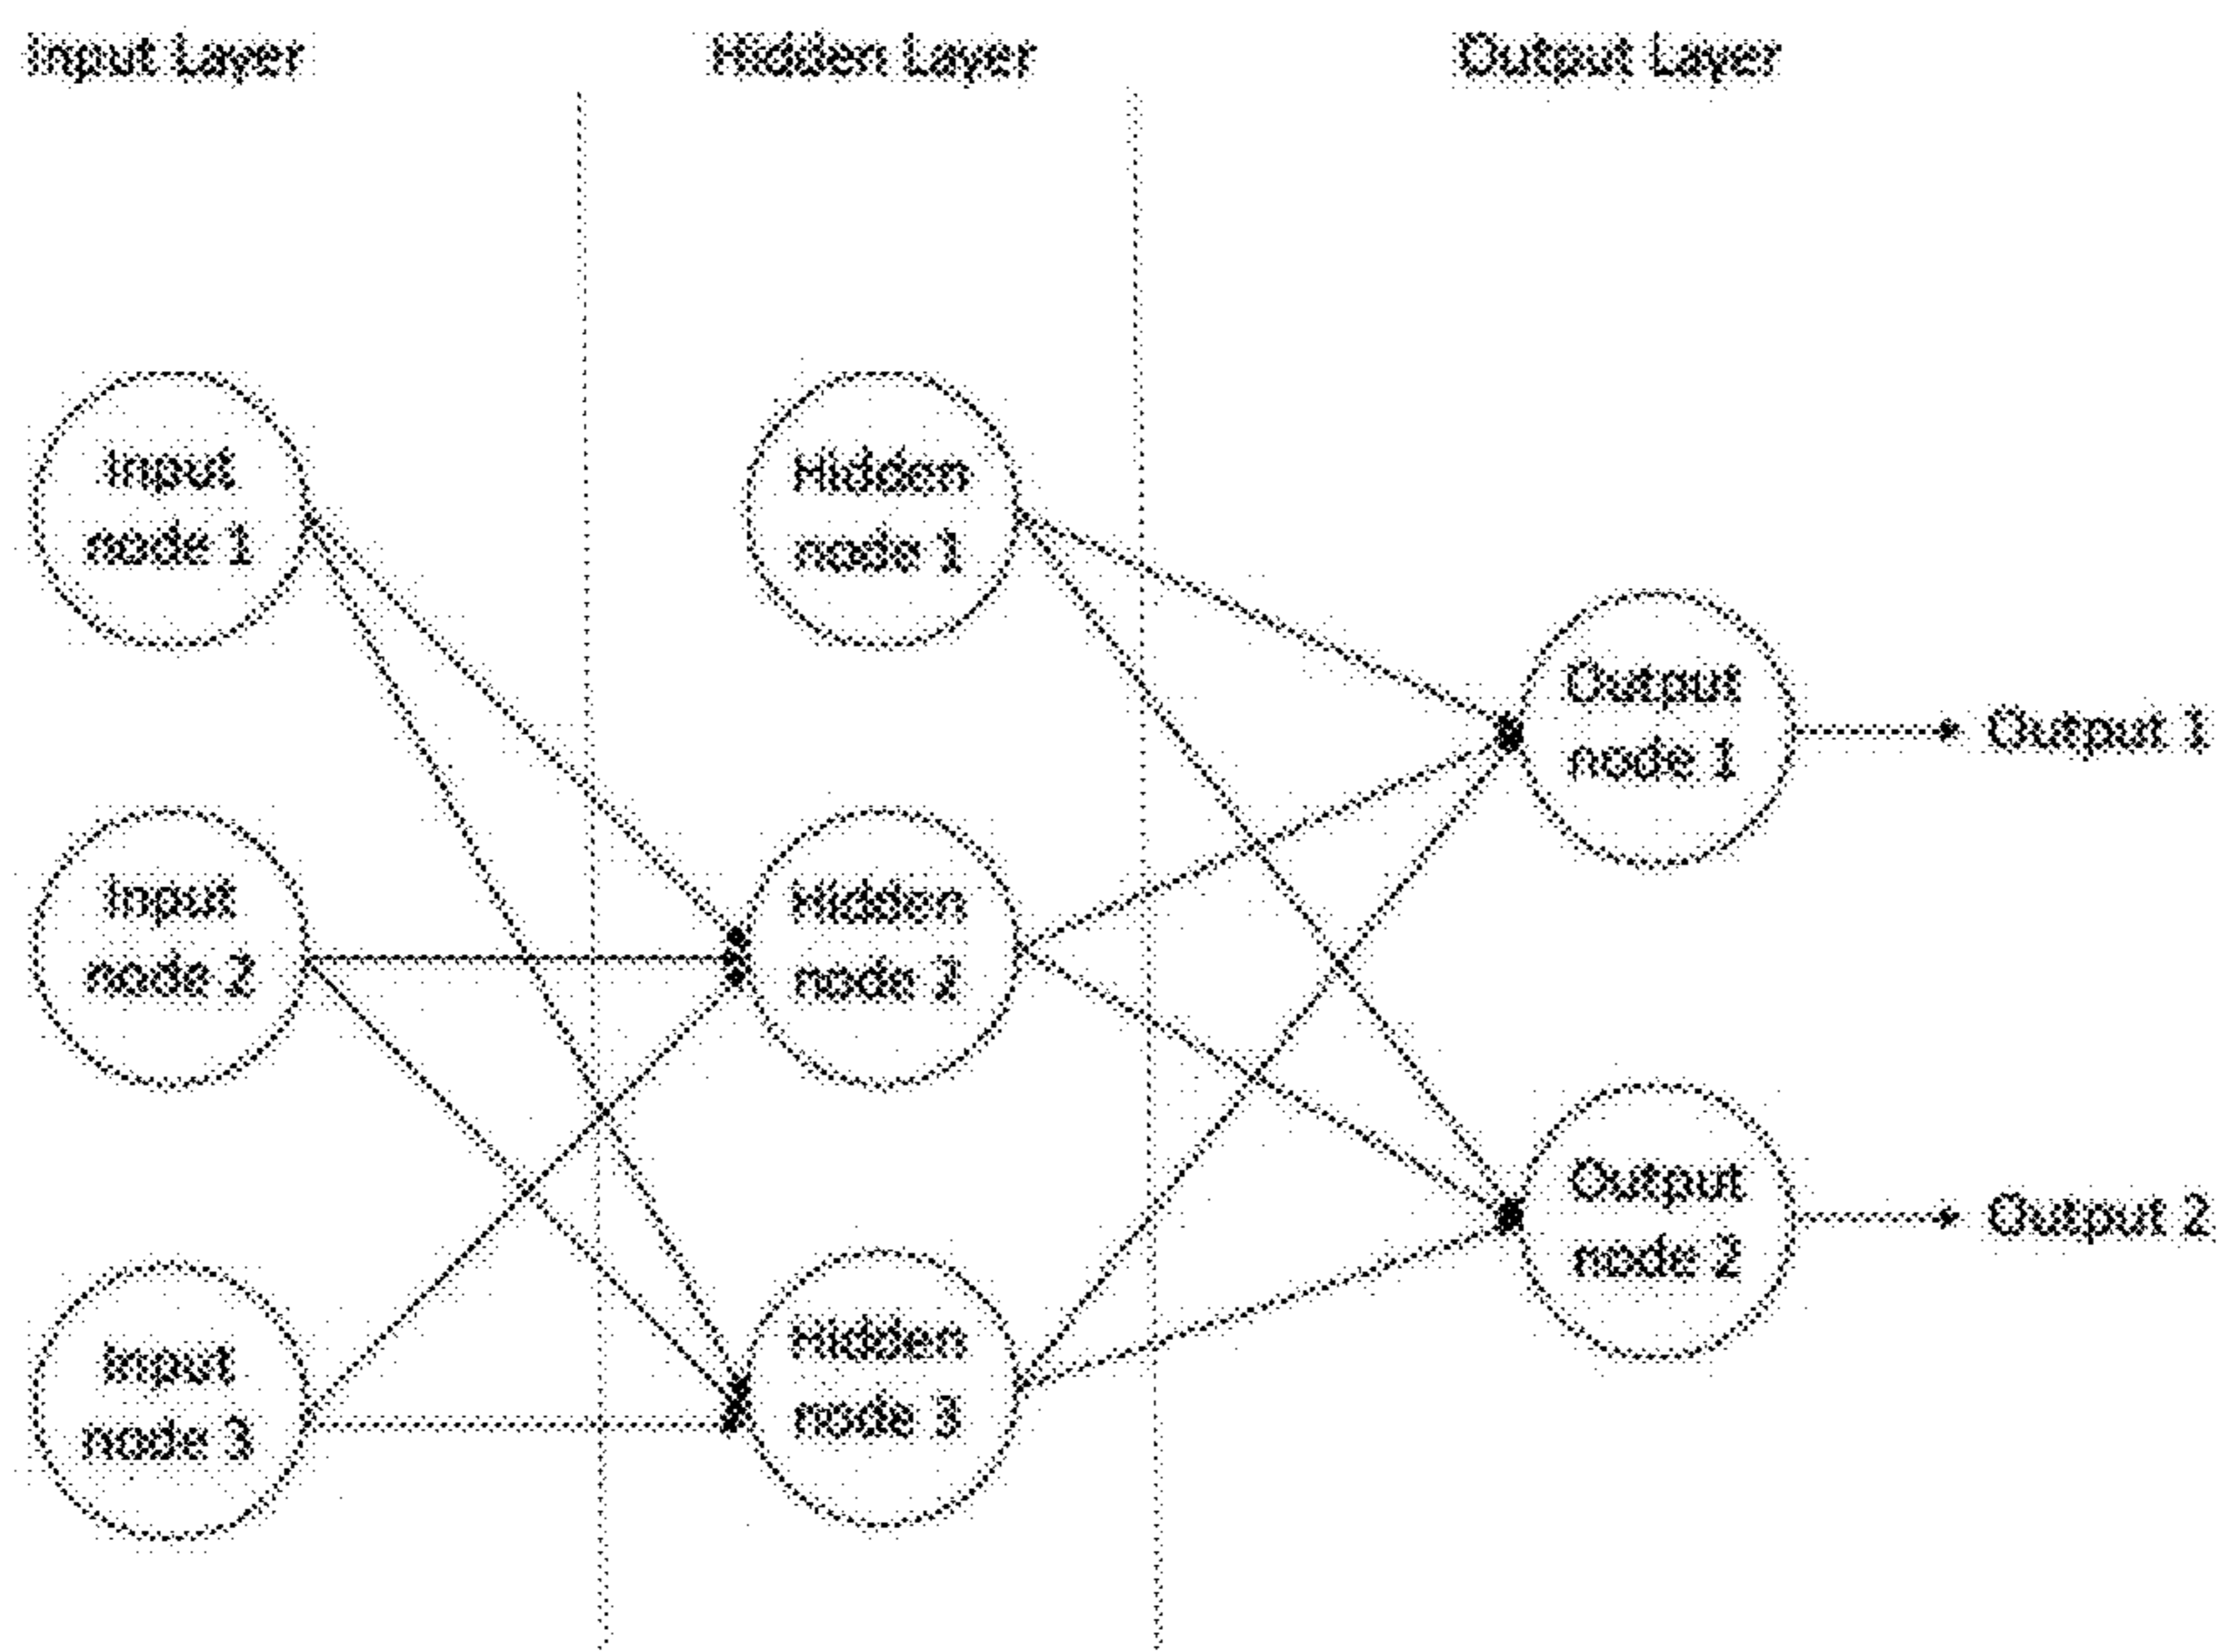 Input Layer
Hidden Layer
Output Layer
Input
node 1
Hidden
node 1
Output
node 1
Output 1
Input
node 2
Hidden
node 2
Output
node 2
Output 2
Input
node 3
Hidden
node 3